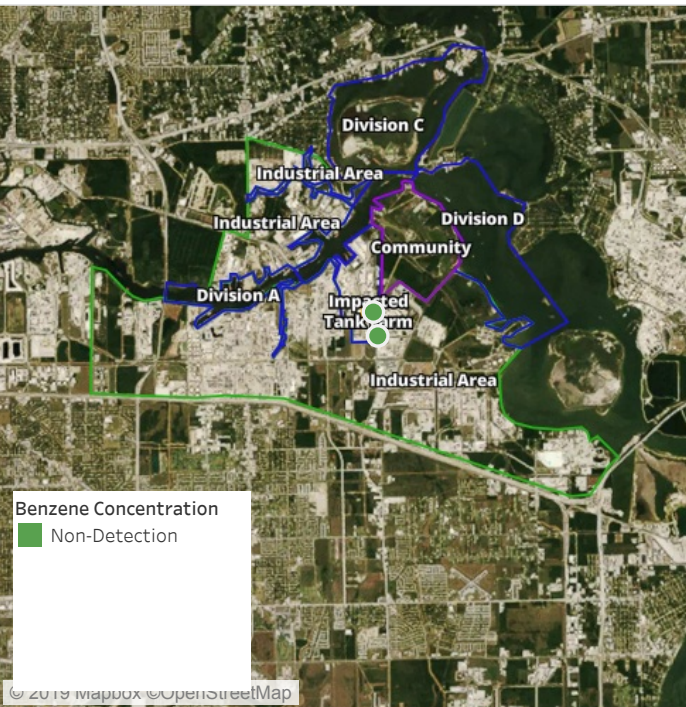 Division C
Industrial Area
Industrial Area
Division D
Community
Division A
Impacted
Tank Farm
Industrial Area
Benzene Concentration
Non-Detection
© 2019 Mapbox ©OpenStreetMap